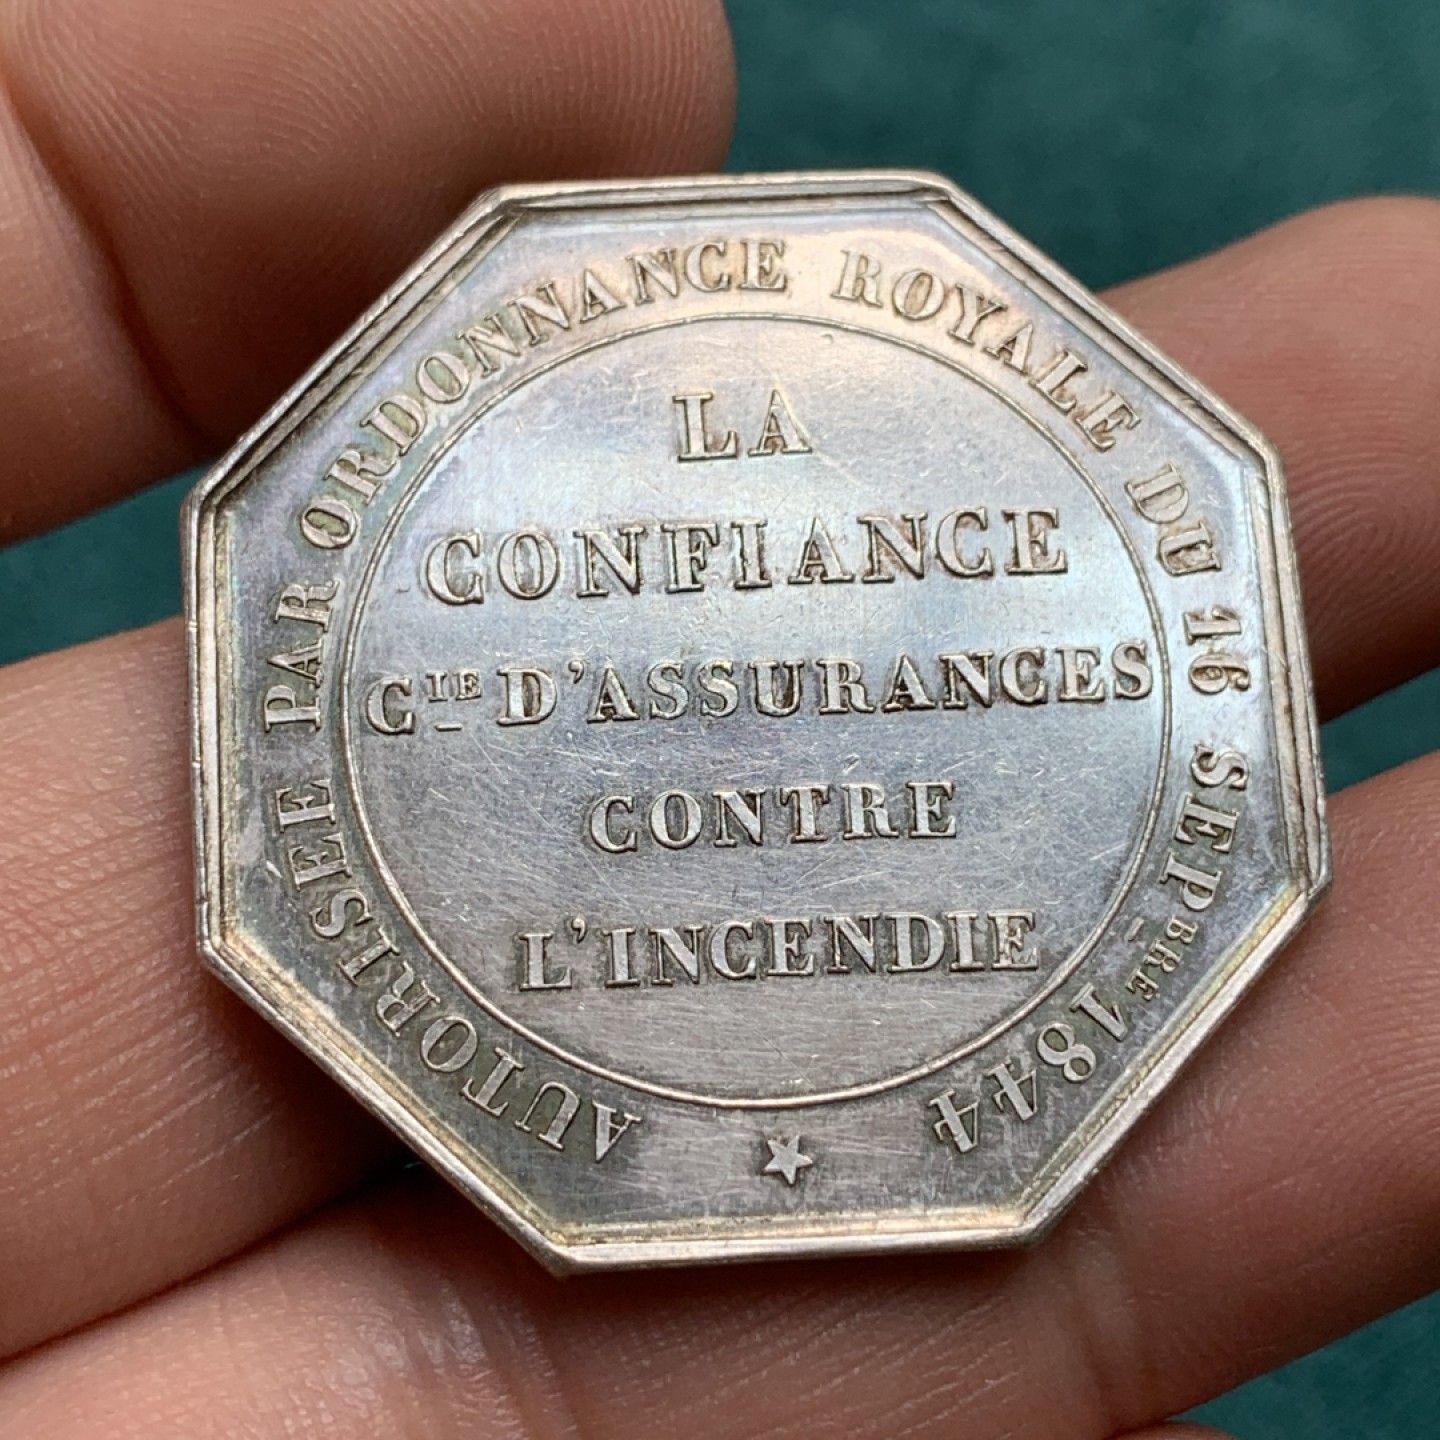 AUTORISÉE PAR ORDONNANCE ROYALE DU 16 SEPBRE 1844
LA
CONFIANCE
CIE D'ASSURANCES
CONTRE
L'INCENDIE